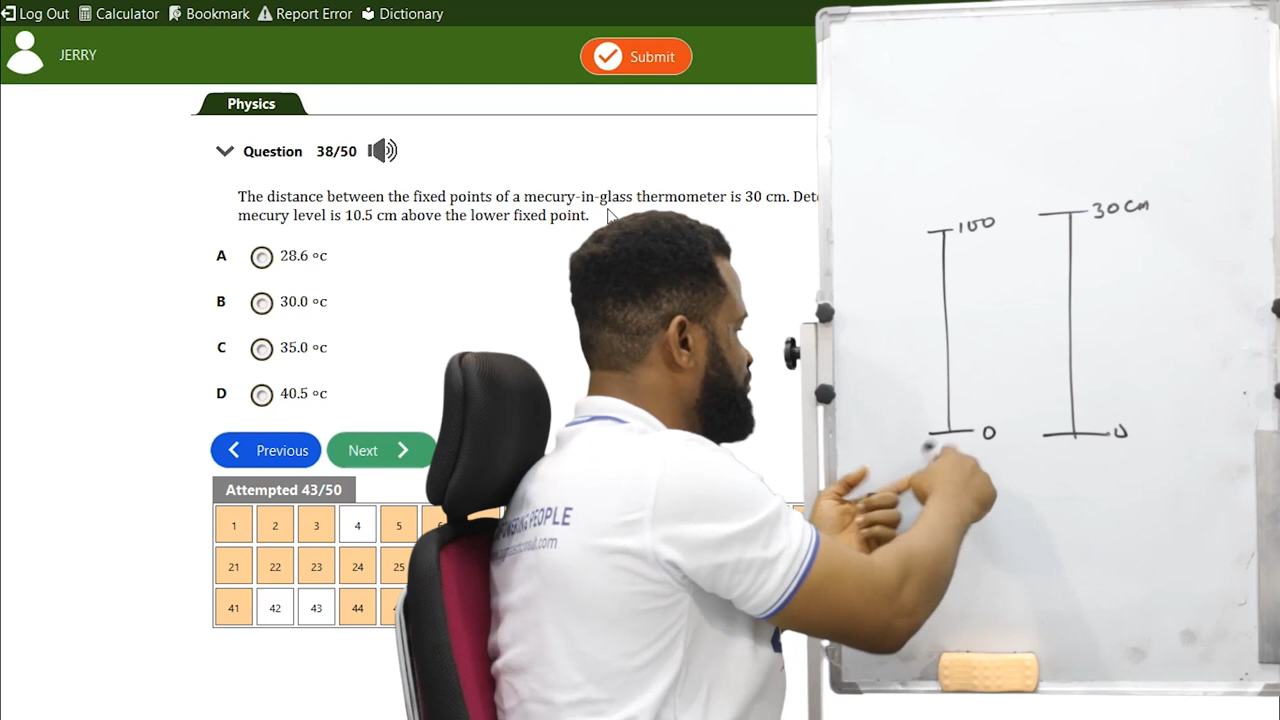 Log Out Calculator Bookmark Report Error Dictionary
JERRY
Submit
Physics
Question 38/50
The distance between the fixed points of a mecury-in-glass thermometer is 30 cm.
mecury level is 10.5 cm above the lower fixed point.
A 28.6 °c
B 30.0 °c
C 35.0 °c
D 40.5 °c
Previous
Next
Attempted 43/50
1 2 3 4 5
21 22 23 24 25
41 42 43 44
PEOPLE
100
30 cm
0
0